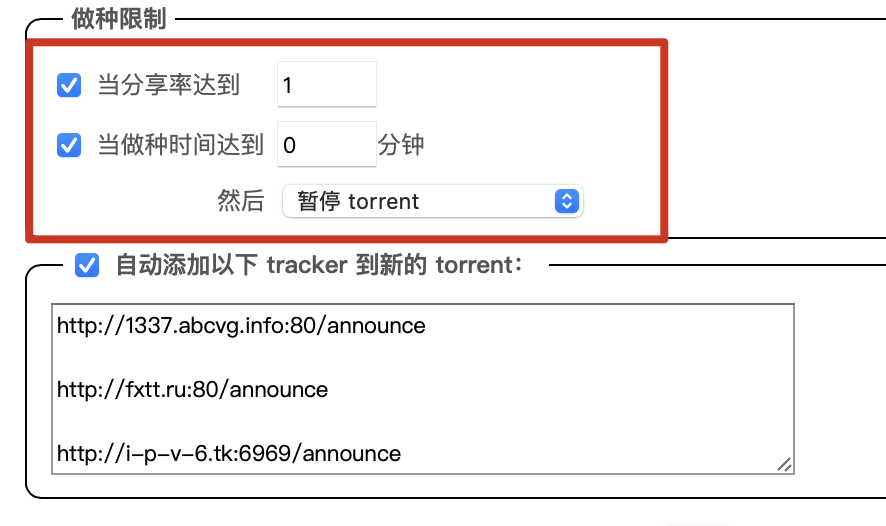 做种限制
当分享率达到 1
当做种时间达到 0 分钟
然后 暂停 torrent
自动添加以下 tracker 到新的 torrent：
http://1337.abcvg.info:80/announce
http://fxtt.ru:80/announce
http://i-p-v-6.tk:6969/announce